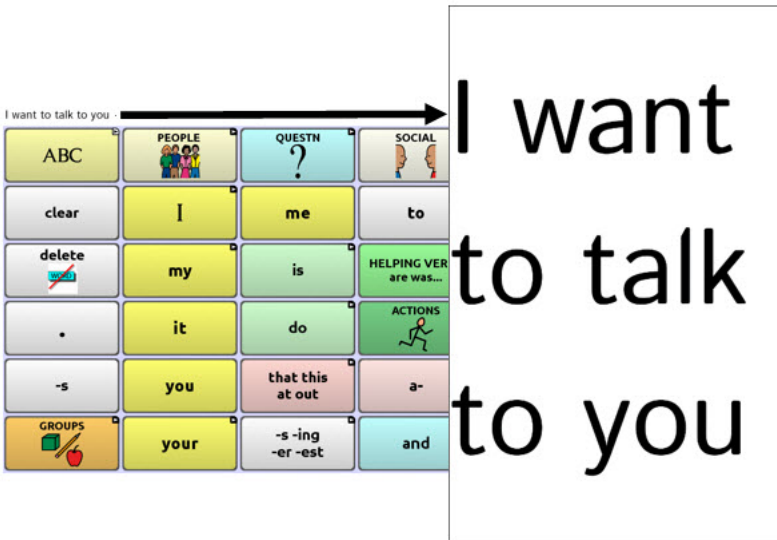 I want to talk to you
ABC
PEOPLE
QUESTN
?
SOCIAL
clear
I
me
to
delete
WORD
my
is
HELPING VER
are was...
.
it
do
ACTIONS
-s
you
that this
at out
a-
GROUPS
your
-s -ing
-er -est
and
I want
to talk
to you